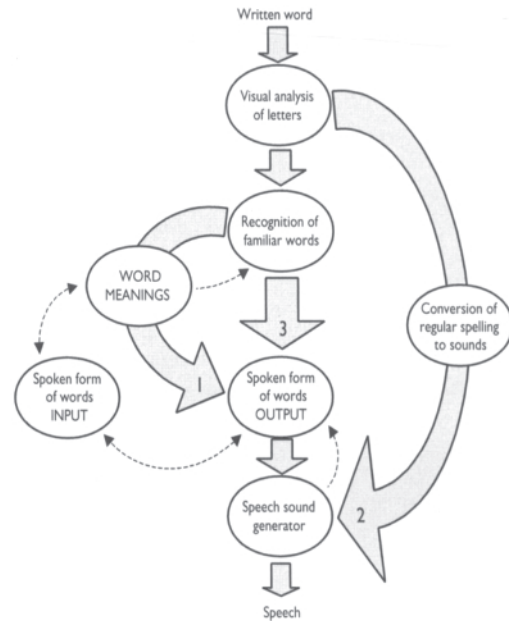 Written word
Visual analysis
of letters
Recognition of
familiar words
WORD
MEANINGS
Conversion of
regular spelling
to sounds
3
1
Spoken form
of words
INPUT
Spoken form
of words
OUTPUT
2
Speech sound
generator
Speech